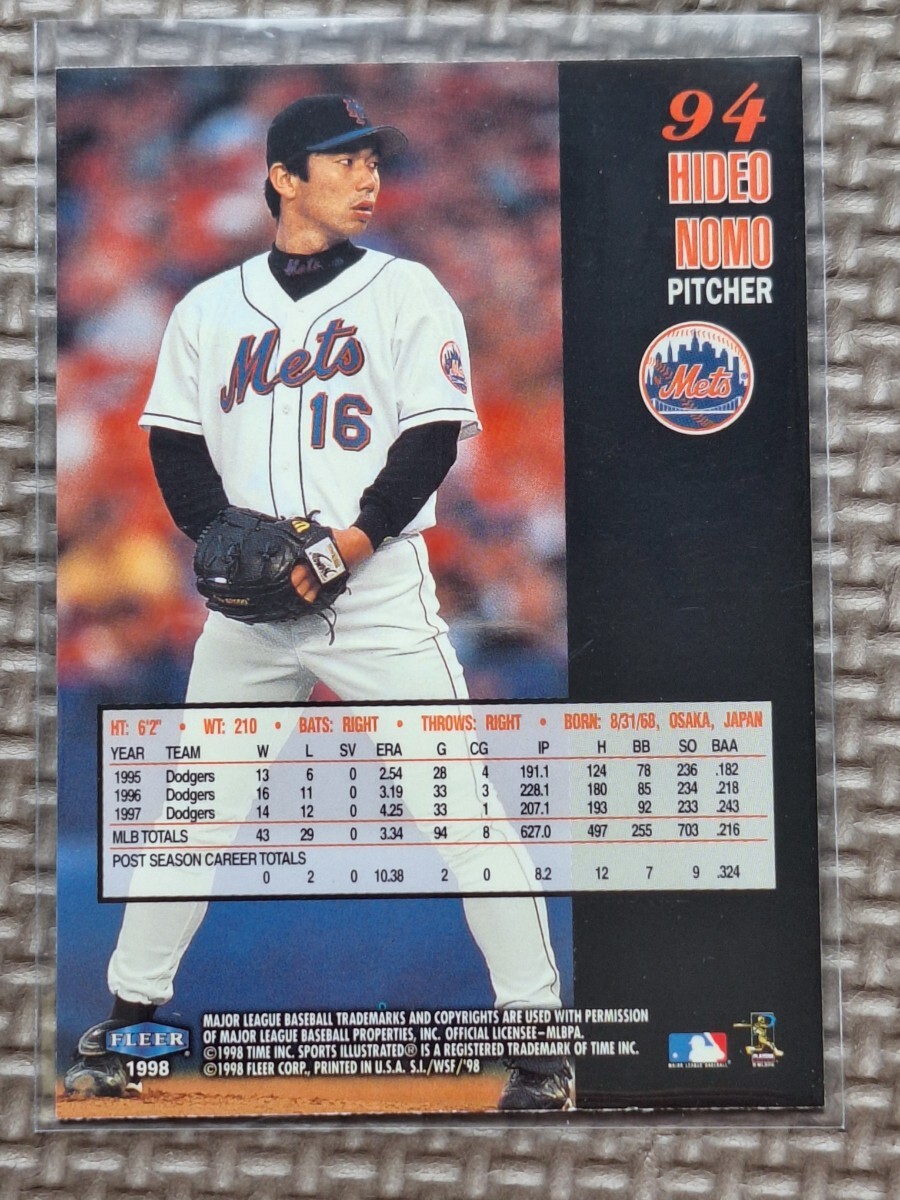 94
HIDEO
NOMO
PITCHER
Mets
Mets
Mets
16
HT: 6'2" • WT: 210 • BATS: RIGHT • THROWS: RIGHT • BORN: 8/31/68, OSAKA, JAPAN
YEAR TEAM W L SV ERA G CG IP H BB SO BAA
1995 Dodgers 13 6 0 2.54 28 4 191.1 124 78 236 .182
1996 Dodgers 16 11 0 3.19 33 3 228.1 180 85 234 .218
1997 Dodgers 14 12 0 4.25 33 1 207.1 193 92 233 .243
MLB TOTALS 43 29 0 3.34 94 8 627.0 497 255 703 .216
POST SEASON CAREER TOTALS
0 2 0 10.38 2 0 8.2 12 7 9 .324
MAJOR LEAGUE BASEBALL TRADEMARKS AND COPYRIGHTS ARE USED WITH PERMISSION
OF MAJOR LEAGUE BASEBALL PROPERTIES, INC. OFFICIAL LICENSEE–MLBPA.
©1998 TIME INC. SPORTS ILLUSTRATED® IS A REGISTERED TRADEMARK OF TIME INC.
©1998 FLEER CORP., PRINTED IN U.S.A. S.I./WSF/'98
FLEER
1998
MAJOR LEAGUE BASEBALL
PLAYERS